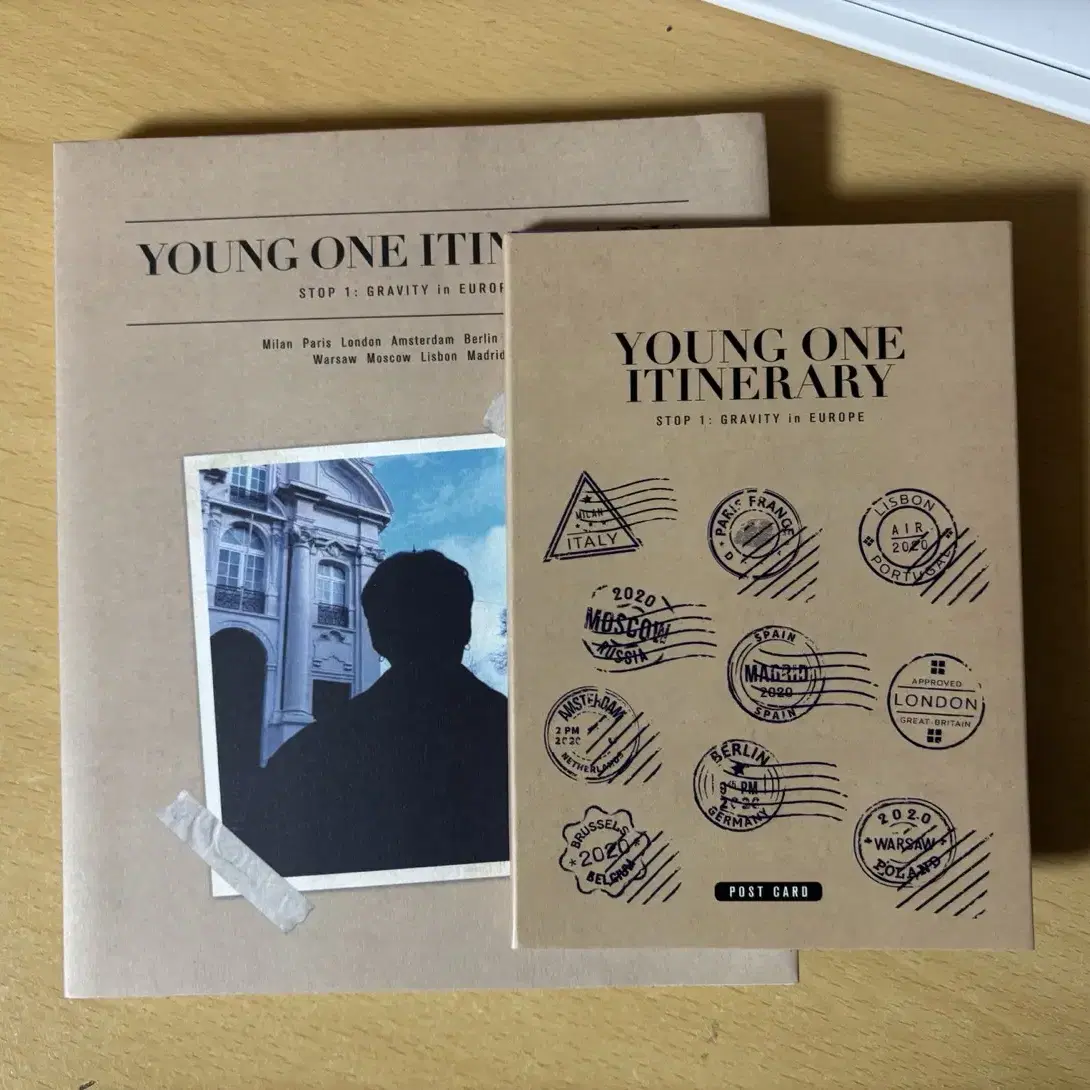 YOUNG ONE
STOP 1: GRAVITY in
Milan Paris London Amsterdam Berlin
Warsaw Moscow Lisbon Madrid
YOUNG ONE
ITINERARY
STOP 1: GRAVITY in EUROPE
MILAN
ITALY
PARIS FRANCE
LISBON
AIR
2020
PORTUGAL
2020
MOSCOW
RUSSIA
SPAIN
MADRID
2020
SPAIN
AMSTERDAM
2 PM
2020
NETHERLANDS
APPROVED
LONDON
GREAT-BRITAIN
BERLIN
PM
2020
GERMANY
BRUSSELS
2020
BELGIUM
2020
WARSAW
POLAND
POST CARD